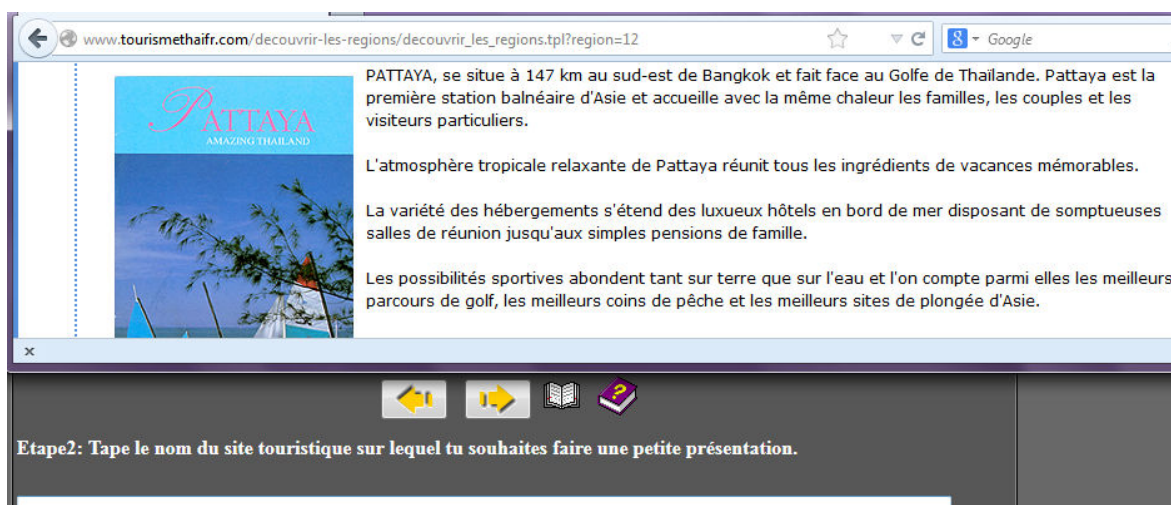 www.tourismethaifr.com/decouvrir-les-regions/decouvrir_les_regions.tpl?region=12
Google
PATTAYA
AMAZING THAILAND
PATTAYA, se situe à 147 km au sud-est de Bangkok et fait face au Golfe de Thaïlande. Pattaya est la
première station balnéaire d'Asie et accueille avec la même chaleur les familles, les couples et les
visiteurs particuliers.
L'atmosphère tropicale relaxante de Pattaya réunit tous les ingrédients de vacances mémorables.
La variété des hébergements s'étend des luxueux hôtels en bord de mer disposant de somptueuses
salles de réunion jusqu'aux simples pensions de famille.
Les possibilités sportives abondent tant sur terre que sur l'eau et l'on compte parmi elles les meilleurs
parcours de golf, les meilleurs coins de pêche et les meilleurs sites de plongée d'Asie.
Etape2: Tape le nom du site touristique sur lequel tu souhaites faire une petite présentation.